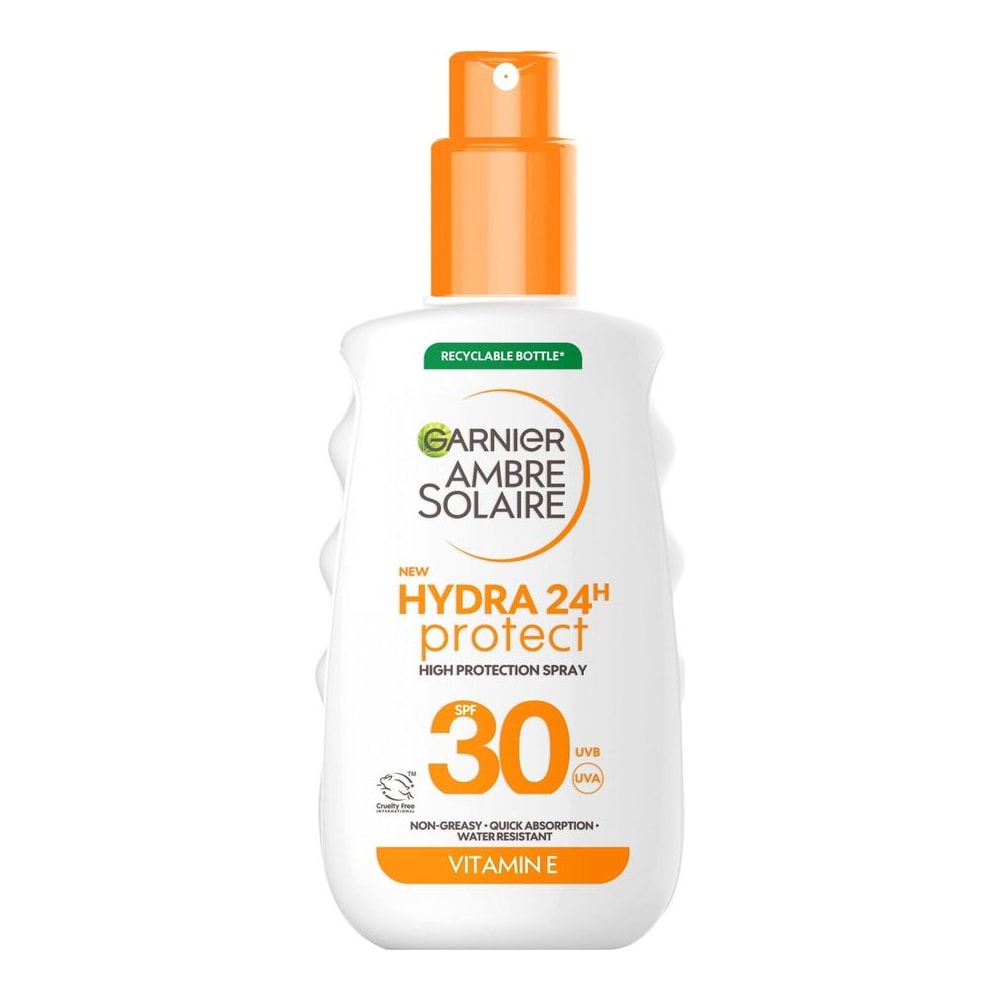 RECYCLABLE BOTTLE*
GARNIER
AMBRE
SOLAIRE
NEW
HYDRA 24H
protect
HIGH PROTECTION SPRAY
SPF
30
UVB
UVA
TM
Cruelty Free
INTERNATIONAL
NON-GREASY • QUICK ABSORPTION •
WATER RESISTANT
VITAMIN E